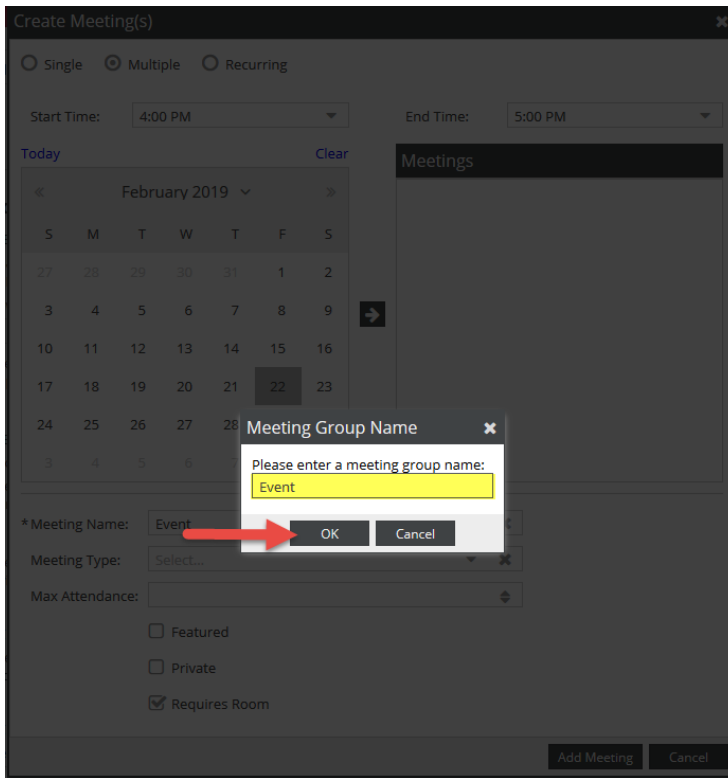 Create Meeting(s)
Single Multiple Recurring
Start Time: 4:00 PM End Time: 5:00 PM
Today Clear
Meetings
February 2019
S M T W T F S
27 28 29 30 31 1 2
3 4 5 6 7 8 9
10 11 12 13 14 15 16
17 18 19 20 21 22 23
24 25 26 27 28
3 4 5 6 7
Meeting Group Name
Please enter a meeting group name:
Event
OK Cancel
*Meeting Name: Event
Meeting Type: Select...
Max Attendance:
Featured
Private
Requires Room
Add Meeting Cancel